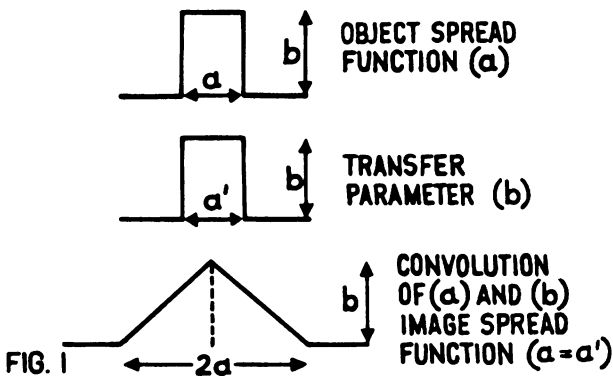 OBJECT SPREAD
FUNCTION (a)
b
a
TRANSFER
PARAMETER (b)
b
a'
CONVOLUTION
OF (a) AND (b)
IMAGE SPREAD
FUNCTION (a=a')
b
2a
FIG. 1